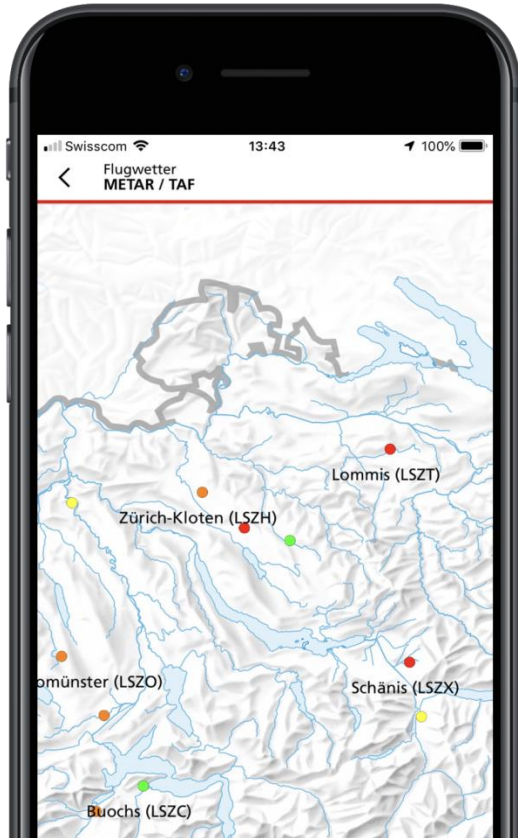 Swisscom
13:43
100%
Flugwetter
METAR / TAF
Lommis (LSZT)
Zürich-Kloten (LSZH)
omünster (LSZO)
Schänis (LSZX)
Buochs (LSZC)